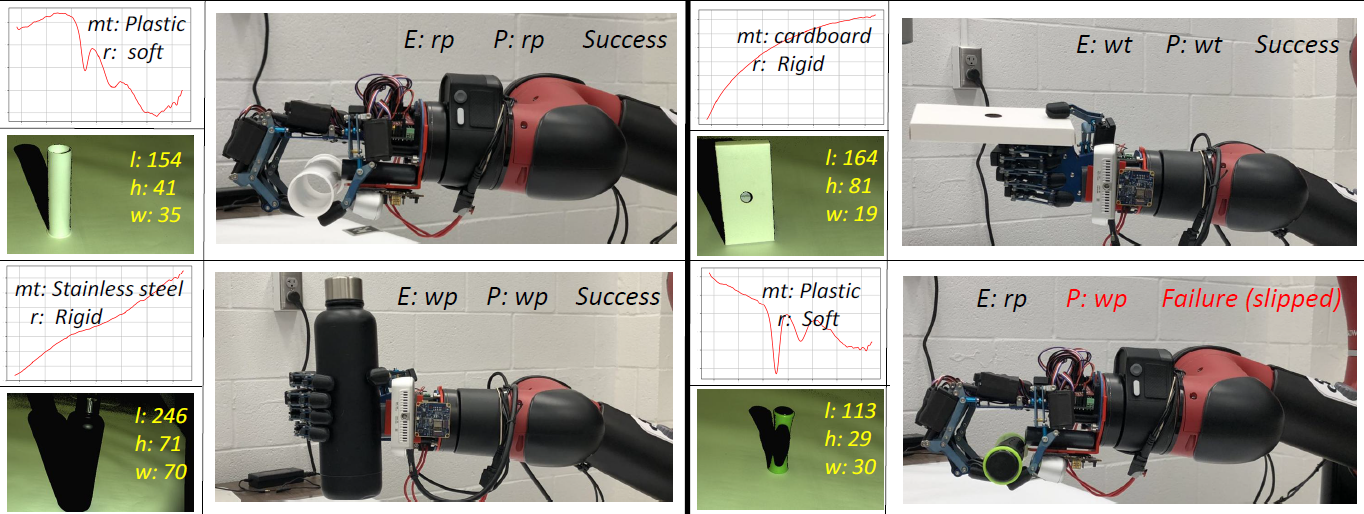 mt: Plastic
r: soft
l: 154
h: 41
w: 35
E: rp P: rp Success
mt: cardboard
r: Rigid
l: 164
h: 81
w: 19
E: wt P: wt Success
mt: Stainless steel
r: Rigid
l: 246
h: 71
w: 70
E: wp P: wp Success
mt: Plastic
r: Soft
l: 113
h: 29
w: 30
E: rp P: wp Failure (slipped)